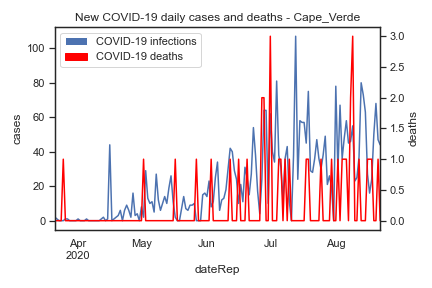 New COVID-19 daily cases and deaths - Cape_Verde
COVID-19 infections
COVID-19 deaths
100
80
60
40
20
0
cases
3.0
2.5
2.0
1.5
1.0
0.5
0.0
deaths
Apr
2020
May
Jun
Jul
Aug
dateRep